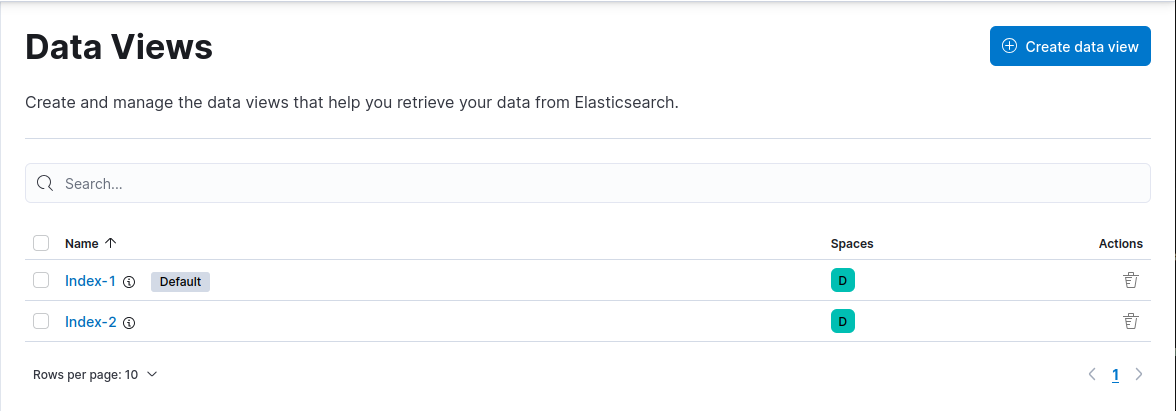 Data Views
Create data view
Create and manage the data views that help you retrieve your data from Elasticsearch.
Search...
Name Spaces Actions
Index-1 Default D
Index-2 D
Rows per page: 10 1